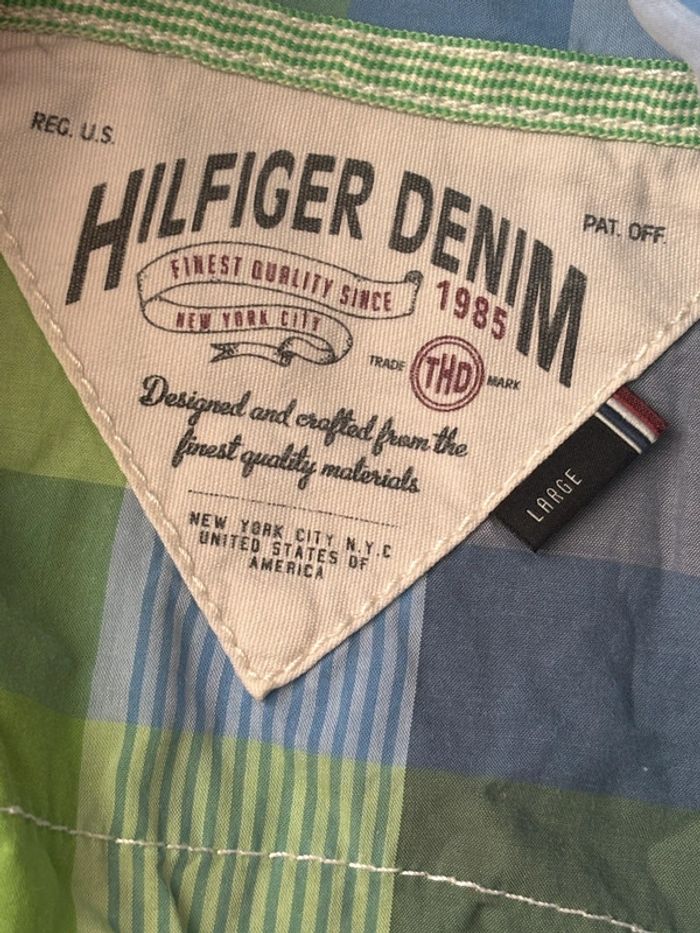 REG. U.S.
HILFIGER DENIM
PAT. OFF.
FINEST QUALITY SINCE
1985
NEW YORK CITY
TRADE THD MARK
Designed and crafted from the
finest quality materials
NEW YORK CITY N.Y.C
UNITED STATES OF
AMERICA
LARGE